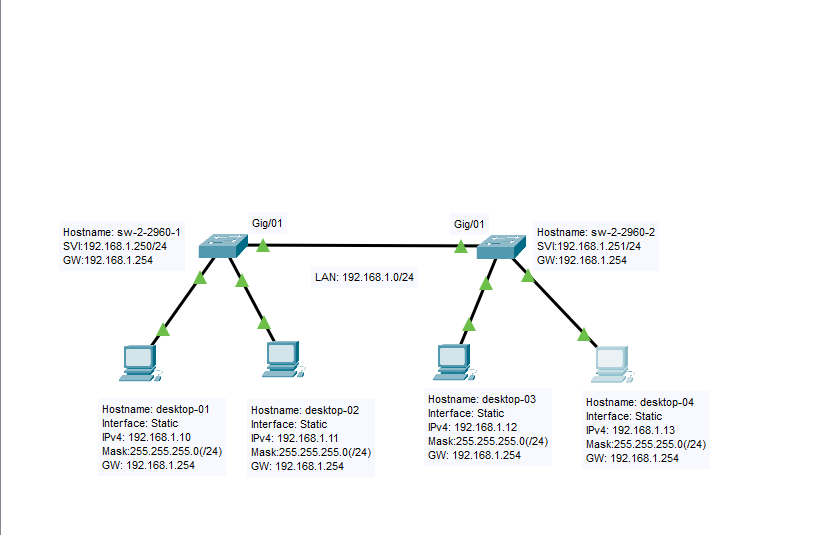 Gig/01
Gig/01
Hostname: sw-2-2960-1
SVI:192.168.1.250/24
GW:192.168.1.254
Hostname: sw-2-2960-2
SVI:192.168.1.251/24
GW:192.168.1.254
LAN: 192.168.1.0/24
Hostname: desktop-01
Interface: Static
IPv4: 192.168.1.10
Mask:255.255.255.0(/24)
GW: 192.168.1.254
Hostname: desktop-02
Interface: Static
IPv4: 192.168.1.11
Mask:255.255.255.0(/24)
GW: 192.168.1.254
Hostname: desktop-03
Interface: Static
IPv4: 192.168.1.12
Mask:255.255.255.0(/24)
GW: 192.168.1.254
Hostname: desktop-04
Interface: Static
IPv4: 192.168.1.13
Mask:255.255.255.0(/24)
GW: 192.168.1.254